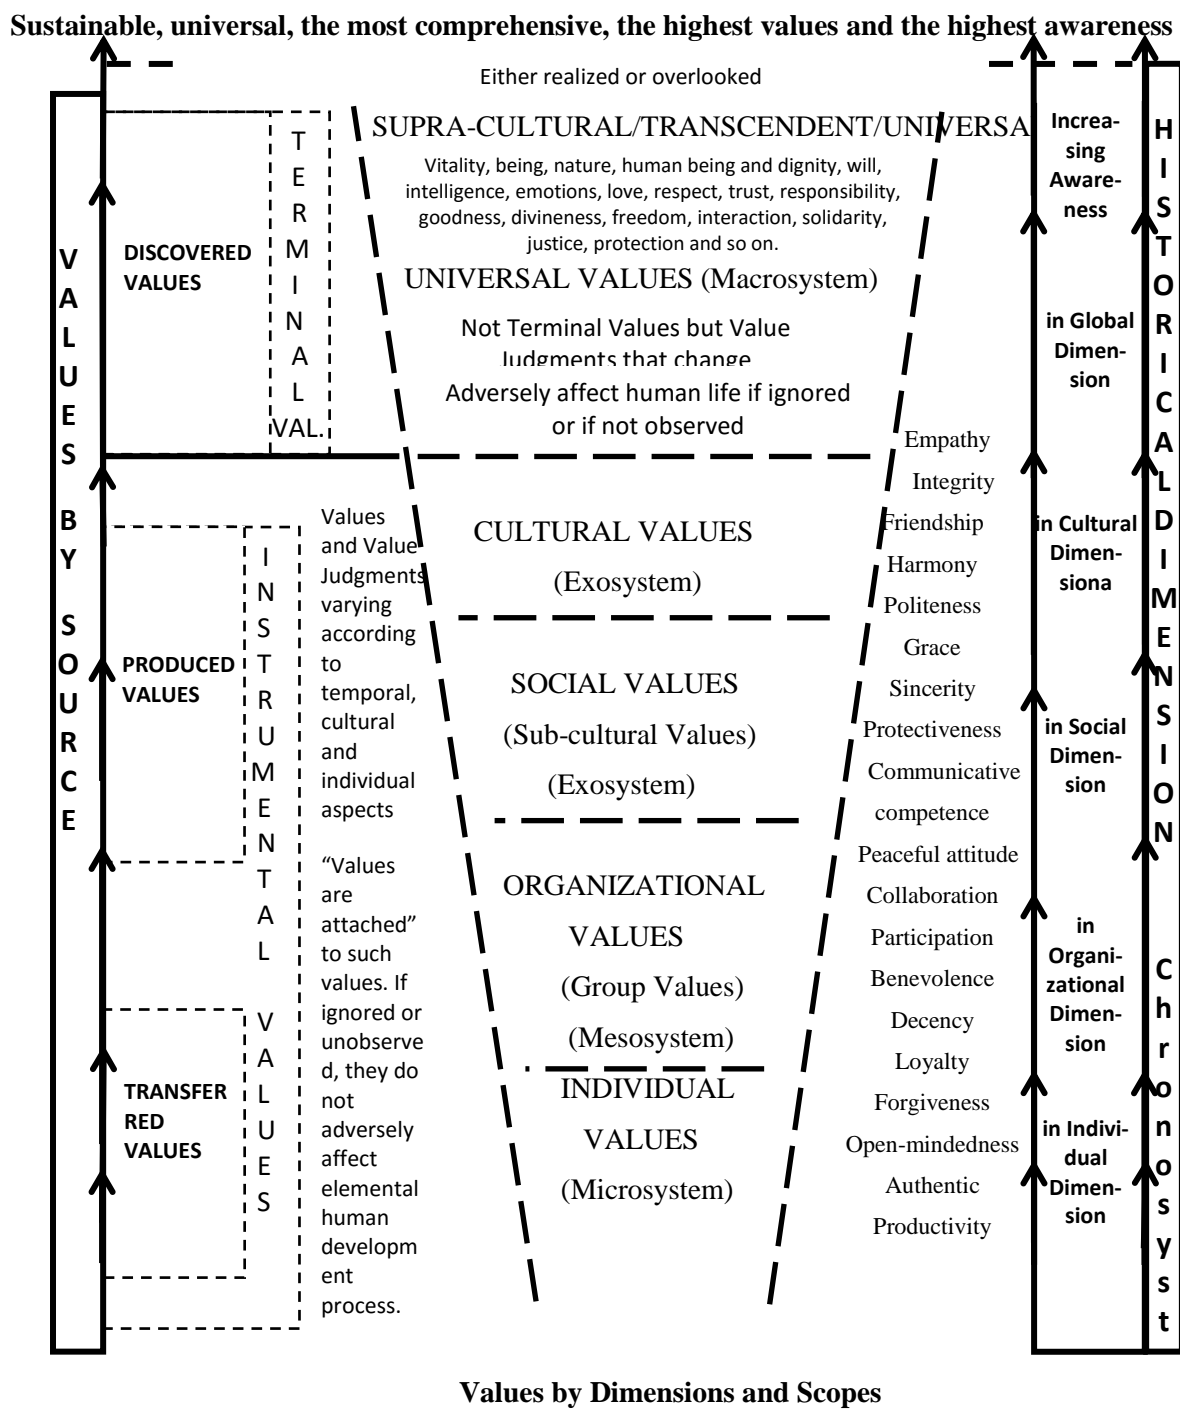 Sustainable, universal, the most comprehensive, the highest values and the highest awareness
VALUES BY SOURCE
DISCOVERED
VALUES
TERMINAL
VAL.
PRODUCED
VALUES
INSTRUMENTAL VALUES
TRANSFER
RED
VALUES
Values
and Value
Judgments
varying
according
to
temporal,
cultural
and
individual
aspects
“Values
are
attached”
to such
values. If
ignored or
unobserve
d, they do
not
adversely
affect
elemental
human
developm
ent
process.
Either realized or overlooked
SUPRA-CULTURAL/TRANSCENDENT/UNIVERSA
Vitality, being, nature, human being and dignity, will,
intelligence, emotions, love, respect, trust, responsibility,
goodness, divineness, freedom, interaction, solidarity,
justice, protection and so on.
UNIVERSAL VALUES (Macrosystem)
Not Terminal Values but Value
Judgments that change
Adversely affect human life if ignored
or if not observed
CULTURAL VALUES
(Exosystem)
SOCIAL VALUES
(Sub-cultural Values)
(Exosystem)
ORGANIZATIONAL
VALUES
(Group Values)
(Mesosystem)
INDIVIDUAL
VALUES
(Microsystem)
Empathy
Integrity
Friendship
Harmony
Politeness
Grace
Sincerity
Protectiveness
Communicative
competence
Peaceful attitude
Collaboration
Participation
Benevolence
Decency
Loyalty
Forgiveness
Open-mindedness
Authentic
Productivity
Increa-
sing
Aware-
ness
in Global
Dimen-
sion
in Cultural
Dimen-
siona
in Social
Dimen-
sion
in
Organi-
zational
Dimen-
sion
in Indivi-
dual
Dimen-
sion
HISTORICAL DIMENSION
Chronosyst
Values by Dimensions and Scopes